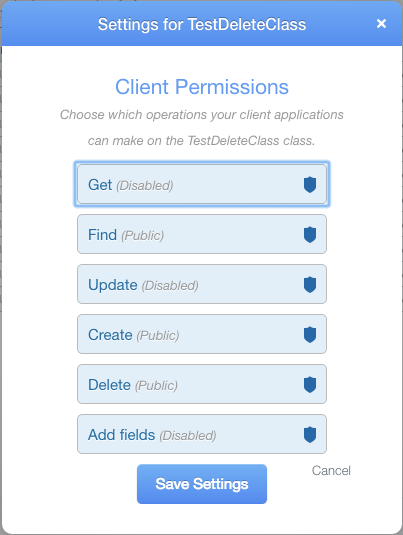 Settings for TestDeleteClass
×
Client Permissions
Choose which operations your client applications
can make on the TestDeleteClass class.
Get (Disabled)
Find (Public)
Update (Disabled)
Create (Public)
Delete (Public)
Add fields (Disabled)
Cancel
Save Settings